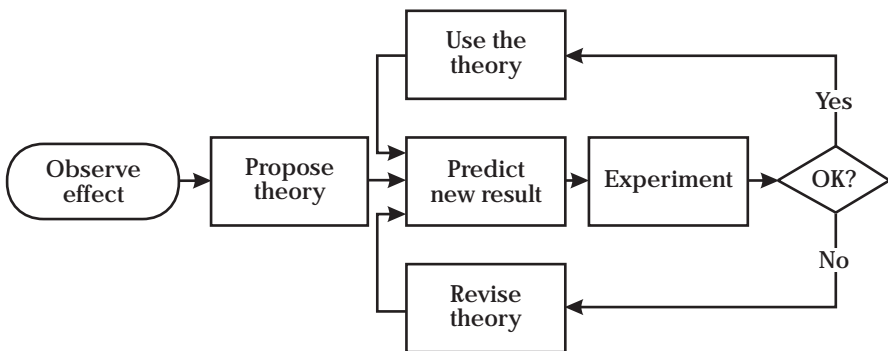 Use the
theory
Yes
Observe
effect
Propose
theory
Predict
new result
Experiment
OK?
No
Revise
theory